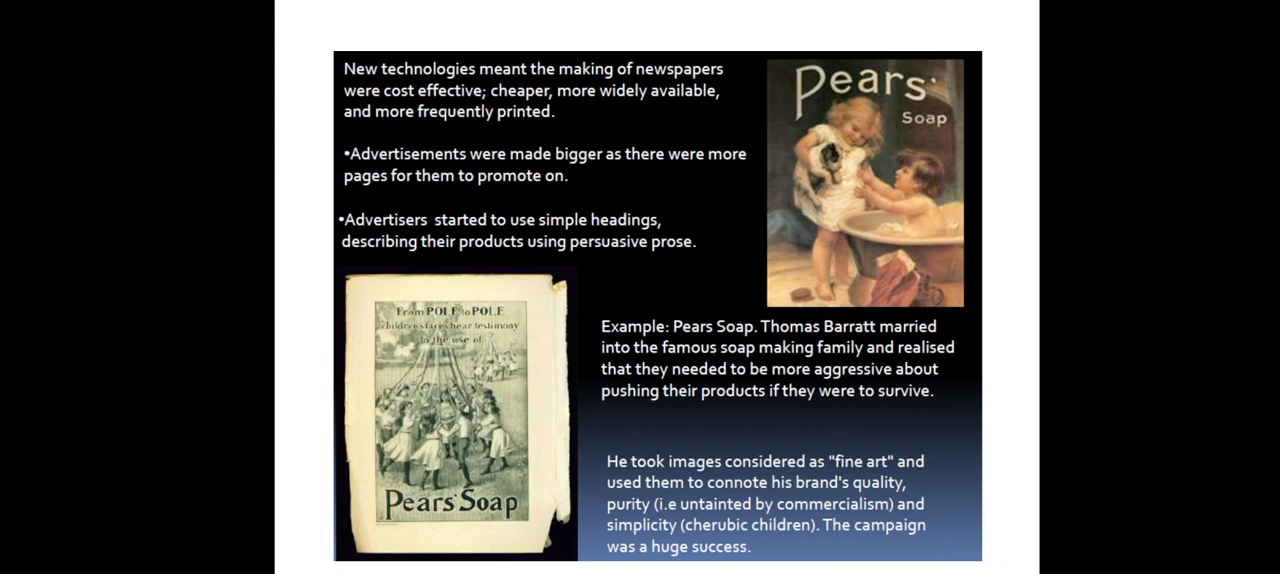 New technologies meant the making of newspapers
were cost effective; cheaper, more widely available,
and more frequently printed.
•Advertisements were made bigger as there were more
pages for them to promote on.
•Advertisers started to use simple headings,
describing their products using persuasive prose.
Pears'
Soap
From POLE to POLE
children's faces bear testimony
to the use of
Pears' Soap
Example: Pears Soap. Thomas Barratt married
into the famous soap making family and realised
that they needed to be more aggressive about
pushing their products if they were to survive.
He took images considered as "fine art" and
used them to connote his brand's quality,
purity (i.e untainted by commercialism) and
simplicity (cherubic children). The campaign
was a huge success.